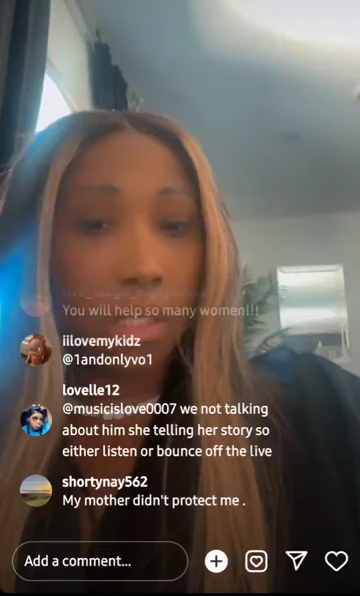 You will help so many women!!!
iilovemykidz
@1andonlyvo1
lovelle12
@musicislove0007 we not talking
about him she telling her story so
either listen or bounce off the live
shortynay562
My mother didn't protect me .
Add a comment...